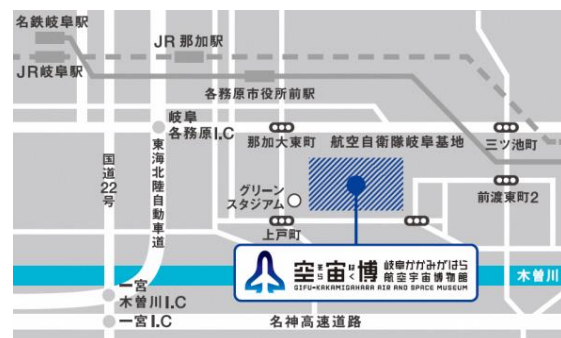 名鉄岐阜駅
JR 那加駅
JR岐阜駅
各務原市役所前駅
岐阜
各務原I.C
那加大東町
航空自衛隊岐阜基地
三ツ池町
東海北陸自動車道
国道22号
グリーン
スタジアム
前渡東町2
上戸町
空宙博
そら
ちゅう
はく
岐阜かかみがはら
航空宇宙博物館
GIFU-KAKAMIGAHARA AIR AND SPACE MUSEUM
木曽川
一宮
木曽川I.C
一宮I.C
名神高速道路